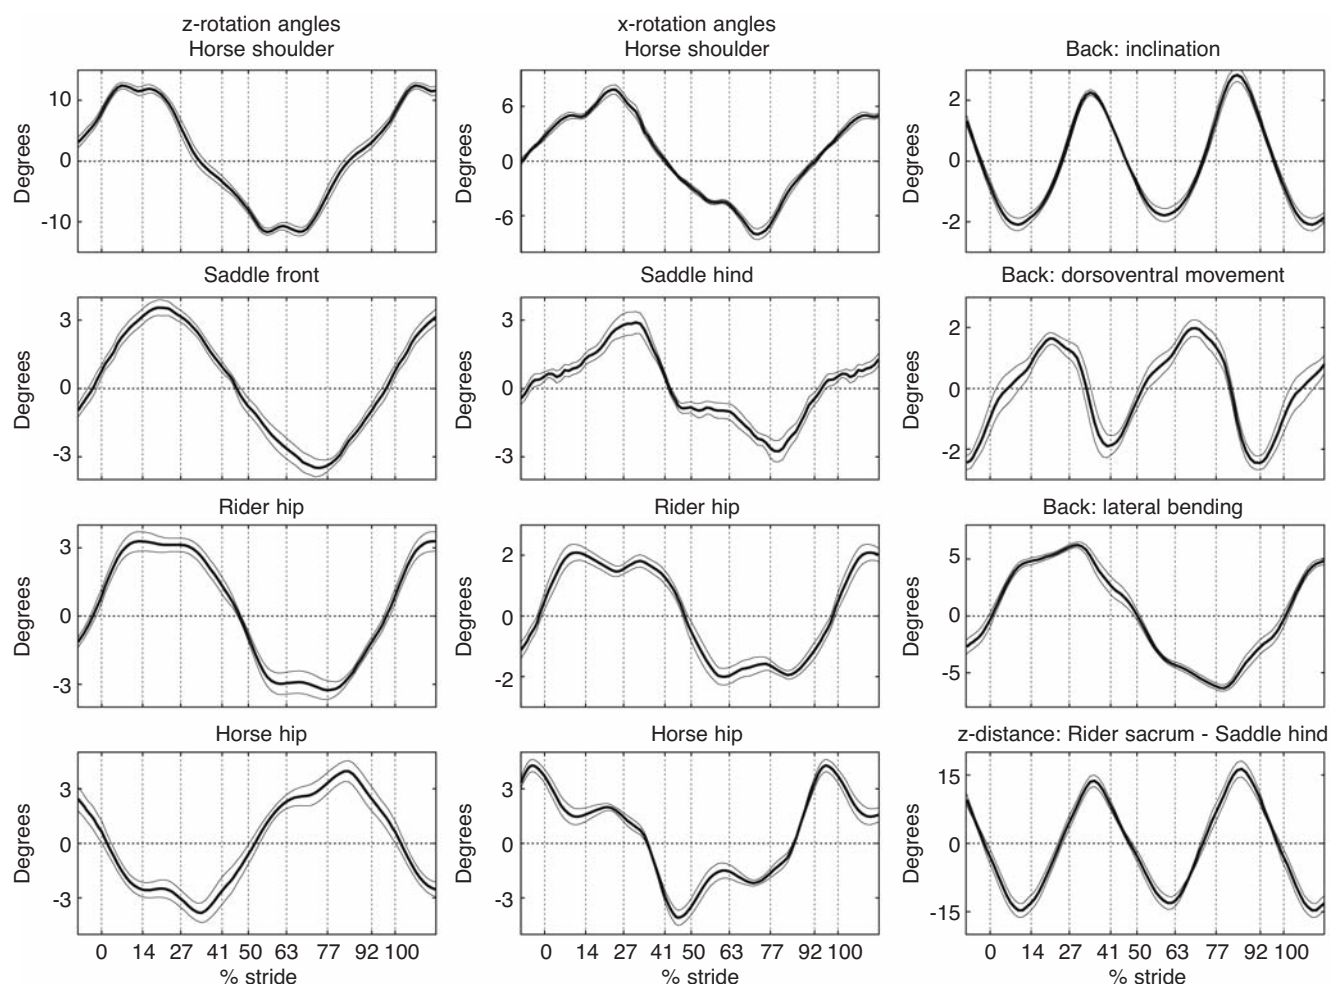 z-rotation angles
Horse shoulder
x-rotation angles
Horse shoulder
Back: inclination
Degrees
10
0
-10
Degrees
6
0
-6
Degrees
2
0
-2
Saddle front
Saddle hind
Back: dorsoventral movement
Degrees
3
0
-3
Degrees
3
0
-3
Degrees
2
0
-2
Rider hip
Rider hip
Back: lateral bending
Degrees
3
0
-3
Degrees
2
0
-2
Degrees
5
0
-5
Horse hip
Horse hip
z-distance: Rider sacrum - Saddle hind
Degrees
3
0
-3
Degrees
3
0
-3
Degrees
15
0
-15
0 14 27 41 50 63 77 92 100
0 14 27 41 50 63 77 92 100
0 14 27 41 50 63 77 92 100
% stride
% stride
% stride